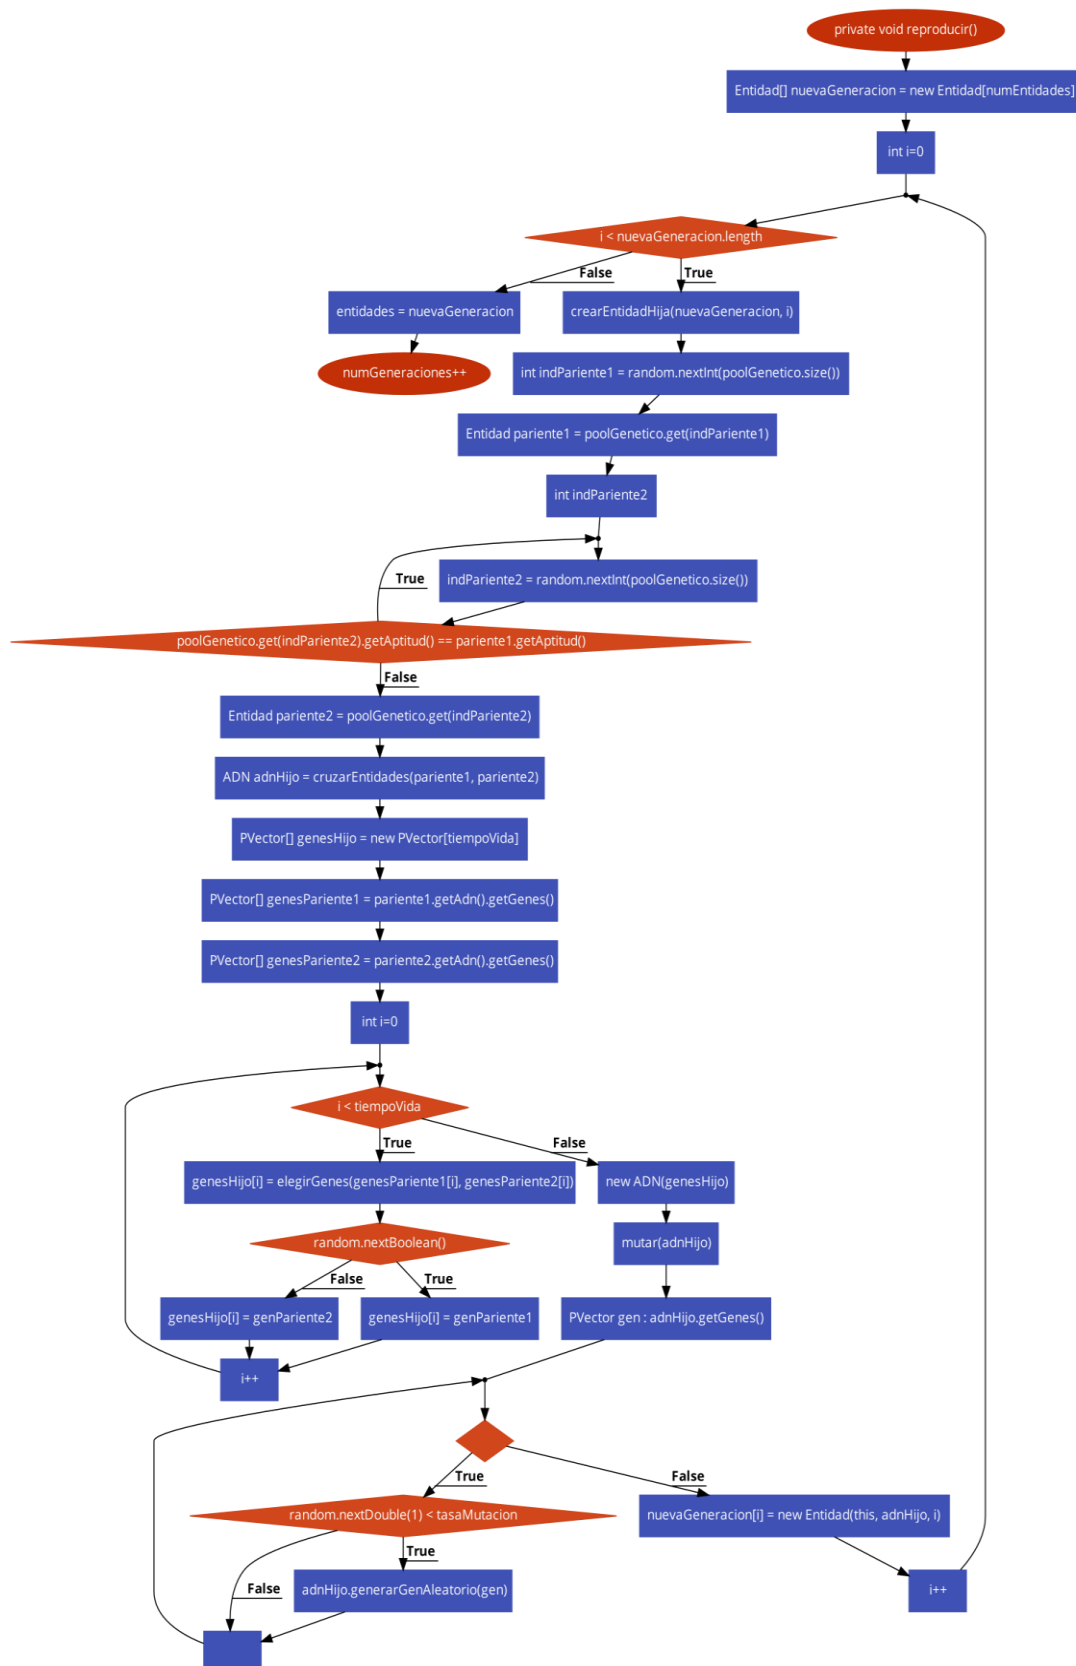 private void reproducir()
Entidad[] nuevaGeneracion = new Entidad[numEntidades]
int i=0
i < nuevaGeneracion.length
False
True
entidades = nuevaGeneracion
crearEntidadHija(nuevaGeneracion, i)
numGeneraciones++
int indPariente1 = random.nextInt(poolGenetico.size())
Entidad pariente1 = poolGenetico.get(indPariente1)
int indPariente2
True
indPariente2 = random.nextInt(poolGenetico.size())
poolGenetico.get(indPariente2).getAptitud() == pariente1.getAptitud()
False
Entidad pariente2 = poolGenetico.get(indPariente2)
ADN adnHijo = cruzarEntidades(pariente1, pariente2)
PVector[] genesHijo = new PVector[tiempoVida]
PVector[] genesPariente1 = pariente1.getAdn().getGenes()
PVector[] genesPariente2 = pariente2.getAdn().getGenes()
int i=0
i < tiempoVida
True
False
genesHijo[i] = elegirGenes(genesPariente1[i], genesPariente2[i])
new ADN(genesHijo)
random.nextBoolean()
mutar(adnHijo)
False
True
genesHijo[i] = genPariente2
genesHijo[i] = genPariente1
PVector gen : adnHijo.getGenes()
i++
True
False
random.nextDouble(1) < tasaMutacion
nuevaGeneracion[i] = new Entidad(this, adnHijo, i)
True
False
adnHijo.generarGenAleatorio(gen)
i++